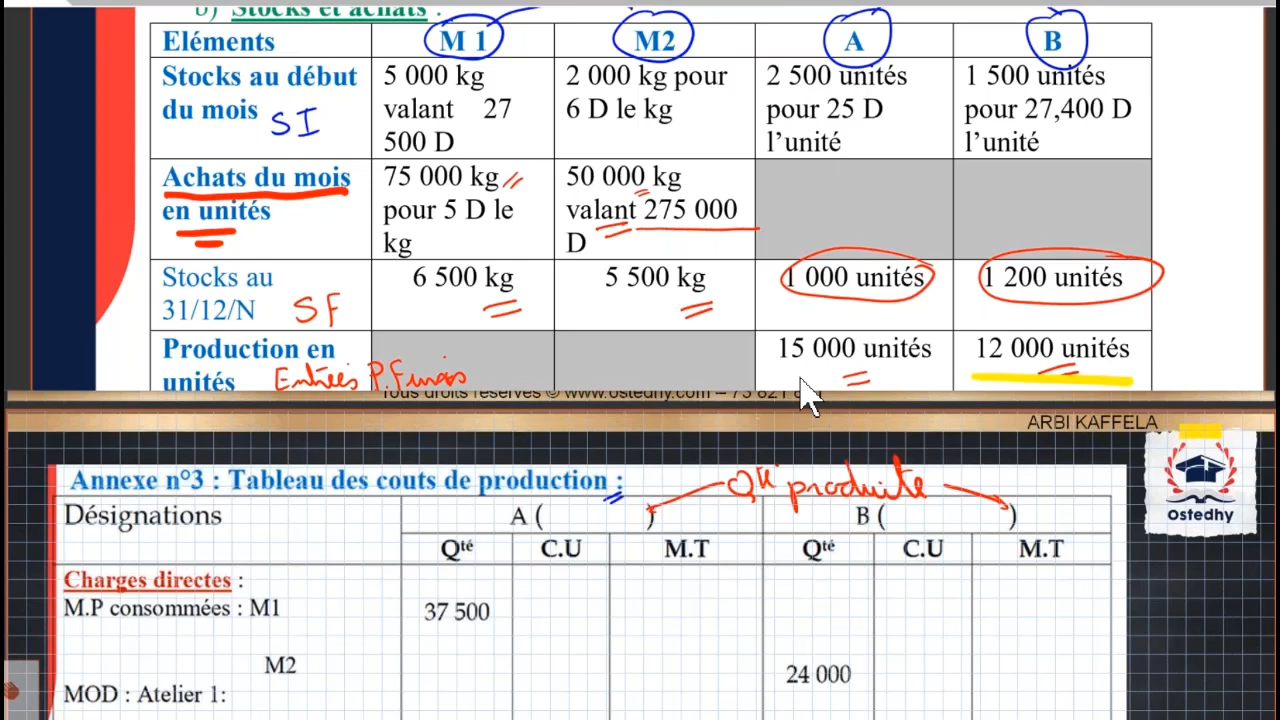 b) Stocks et achats :
Eléments M 1 M2 A B
Stocks au début du mois SI
5 000 kg
valant 27
500 D
2 000 kg pour
6 D le kg
2 500 unités
pour 25 D
l'unité
1 500 unités
pour 27,400 D
l'unité
Achats du mois
en unités
75 000 kg
pour 5 D le
kg
50 000 kg
valant 275 000
D
Stocks au
31/12/N SF
6 500 kg
5 500 kg
1 000 unités
1 200 unités
Production en
unités Entrées P.Finis
15 000 unités
12 000 unités
Tous droits réservés © www.ostedhy.com – 73 821
ARBI KAFFELA
Annexe n°3 : Tableau des couts de production :
Qté produite
Ostedhy
Désignations A ( ) B ( )
Qté C.U M.T Qté C.U M.T
Charges directes :
M.P consommées : M1 37 500
M2 24 000
MOD : Atelier 1: